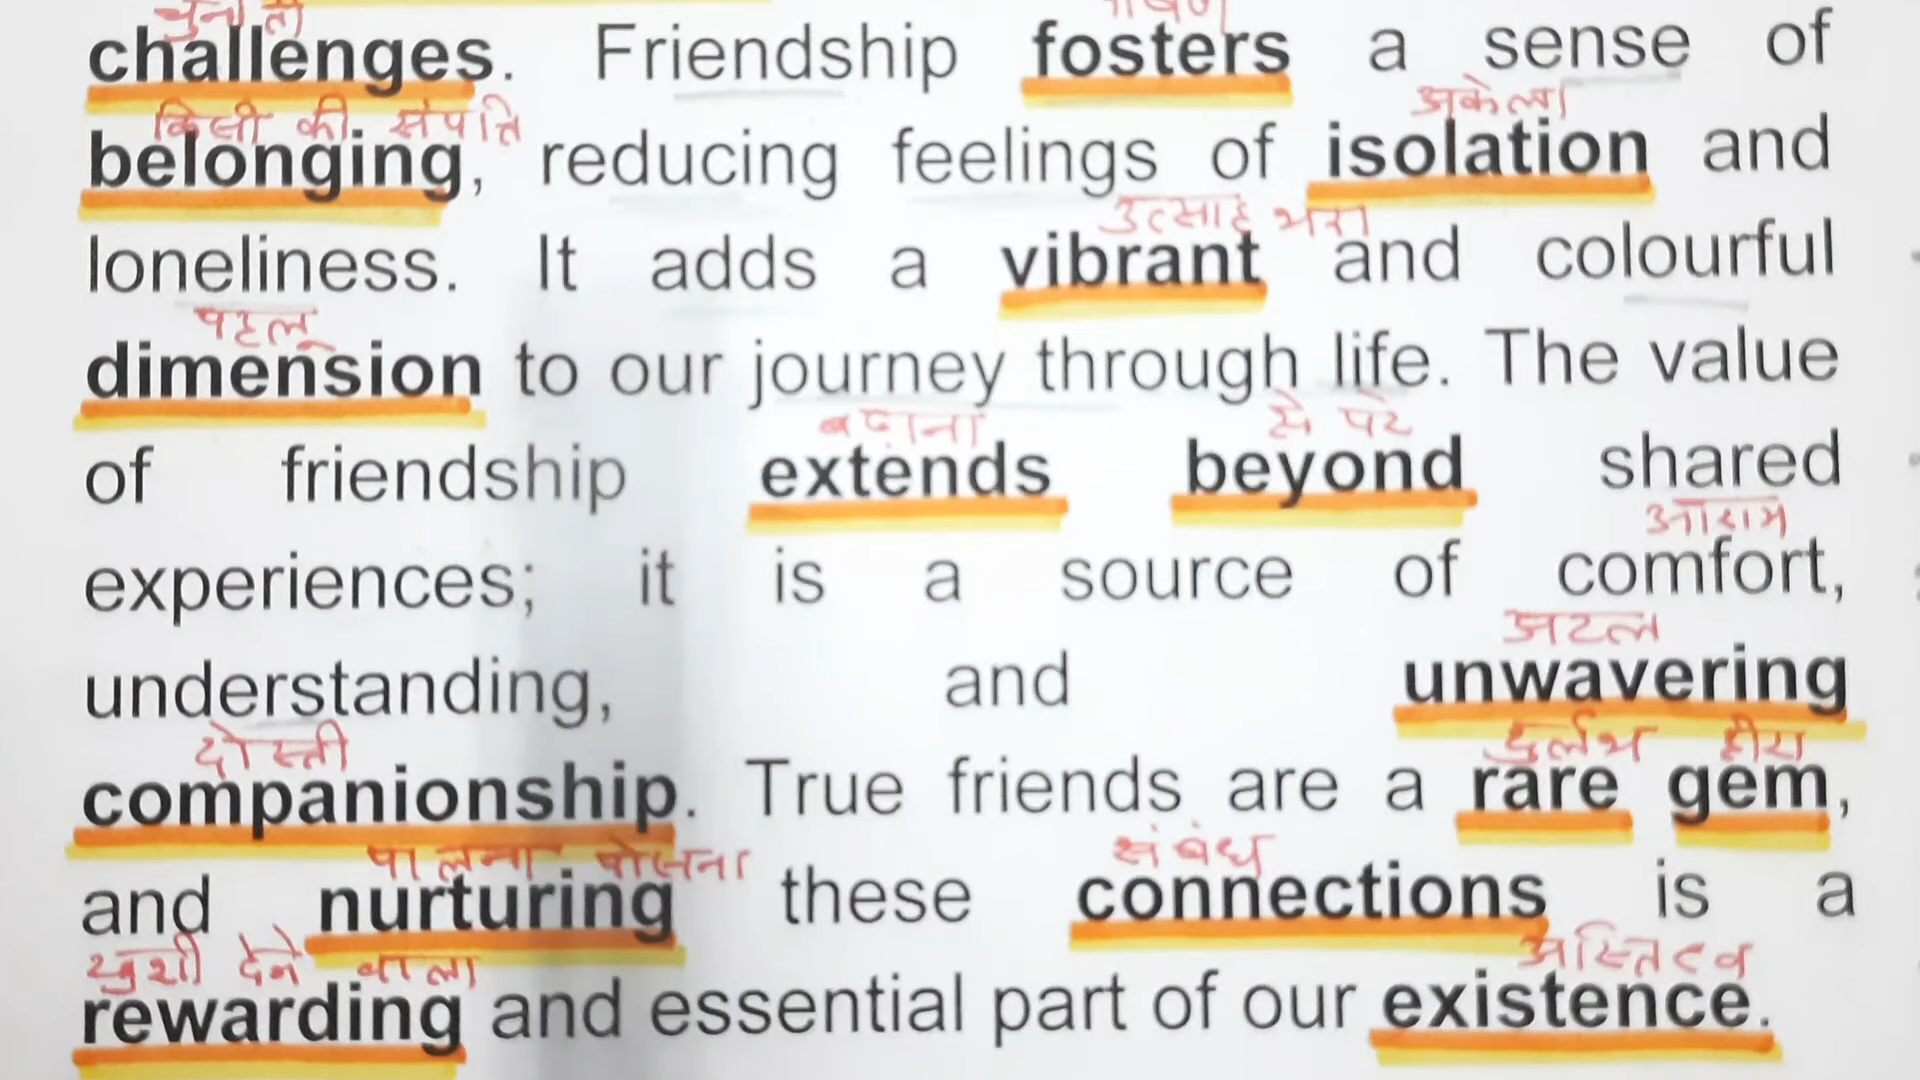 चुनौती
challenges. Friendship fosters a sense of
किसी की संपति अकेला
belonging, reducing feelings of isolation and
उत्साह भरा
loneliness. It adds a vibrant and colourful
पहलू
dimension to our journey through life. The value
बढ़ाना से परे
of friendship extends beyond shared
आराम
experiences; it is a source of comfort,
अटल
understanding, and unwavering
दोस्ती दुर्लभ हीरा
companionship. True friends are a rare gem,
पालना पोसना संबंध
and nurturing these connections is a
खुशी देने वाला अस्तित्व
rewarding and essential part of our existence.